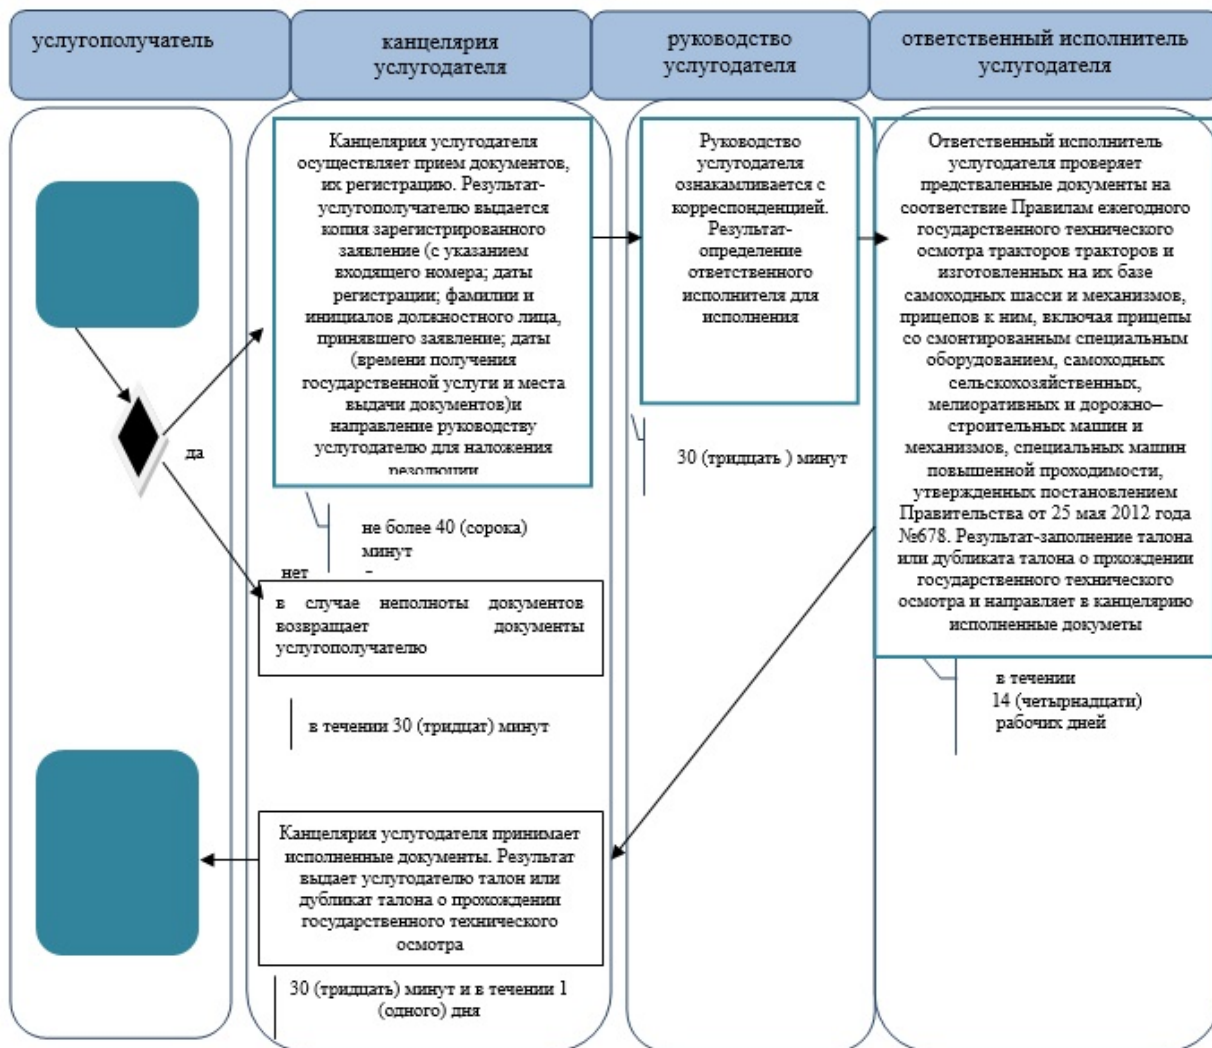 услугополучатель
канцелярия
услугодателя
руководство
услугодателя
ответственный исполнитель
услугодателя
Канцелярия услугодателя
осуществляет прием документов,
их регистрацию. Результат-
услугополучателю выдается
копия зарегистрированного
заявление (с указанием
входящего номера; даты
регистрации; фамилии и
инициалов должностного лица,
принявшего заявление; даты
(времени получения
государственной услуги и места
выдачи документов)и
направление руководству
услугодателю для наложения
резолюции
Руководство
услугодателя
ознакамливается с
корреспонденцией.
Результат-
определение
ответственного
исполнителя для
исполнения
Ответственный исполнитель
услугодателя проверяет
предстваленные документы на
соответствие Правилам ежегодного
государственного технического
осмотра тракторов тракторов и
изготовленных на их базе
самоходных шасси и механизмов,
прицепов к ним, включая прицепы
со смонтированным специальным
оборудованием, самоходных
сельскохозяйственных,
мелиоративных и дорожно–
строительных машин и
механизмов, специальных машин
повышенной проходимости,
утвержденных постановлением
Правительства от 25 мая 2012 года
№678. Результат-заполнение талона
или дубликата талона о прхождении
государственного технического
осмотра и направляет в канцелярию
исполненные докуметы
да
30 (тридцать ) минут
не более 40 (сорока)
минут
нет
в случае неполноты документов
возвращает документы
услугополучателю
в течении
14 (четырнадцати)
рабочих дней
в течении 30 (тридцат) минут
Канцелярия услугодателя принимает
исполненные документы. Результат
выдает услугодателю талон или
дубликат талона о прохождении
государственного технического
осмотра
30 (тридцать) минут и в течении 1
(одного) дня